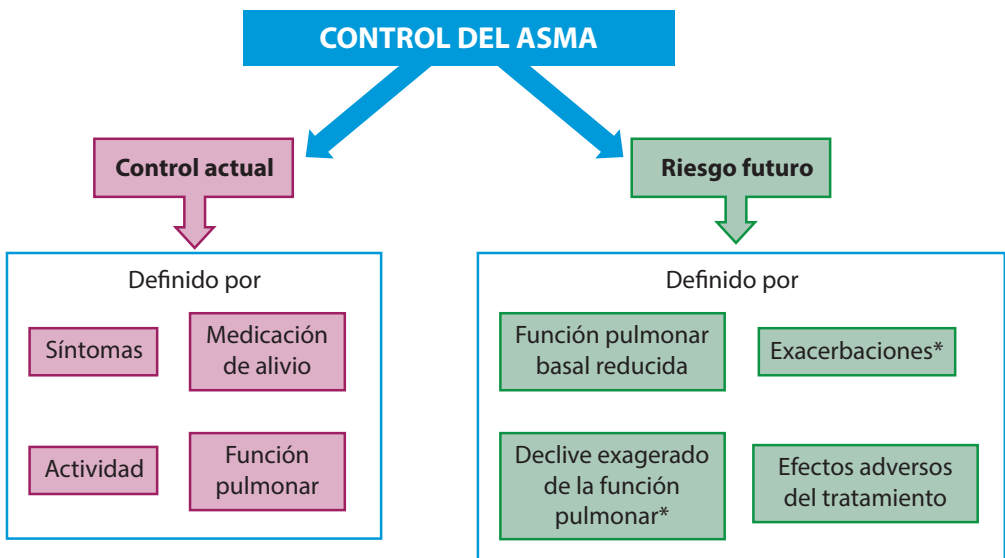 CONTROL DEL ASMA
Control actual
Riesgo futuro
Definido por
Síntomas
Medicación
de alivio
Actividad
Función
pulmonar
Definido por
Función pulmonar
basal reducida
Exacerbaciones*
Declive exagerado
de la función
pulmonar*
Efectos adversos
del tratamiento